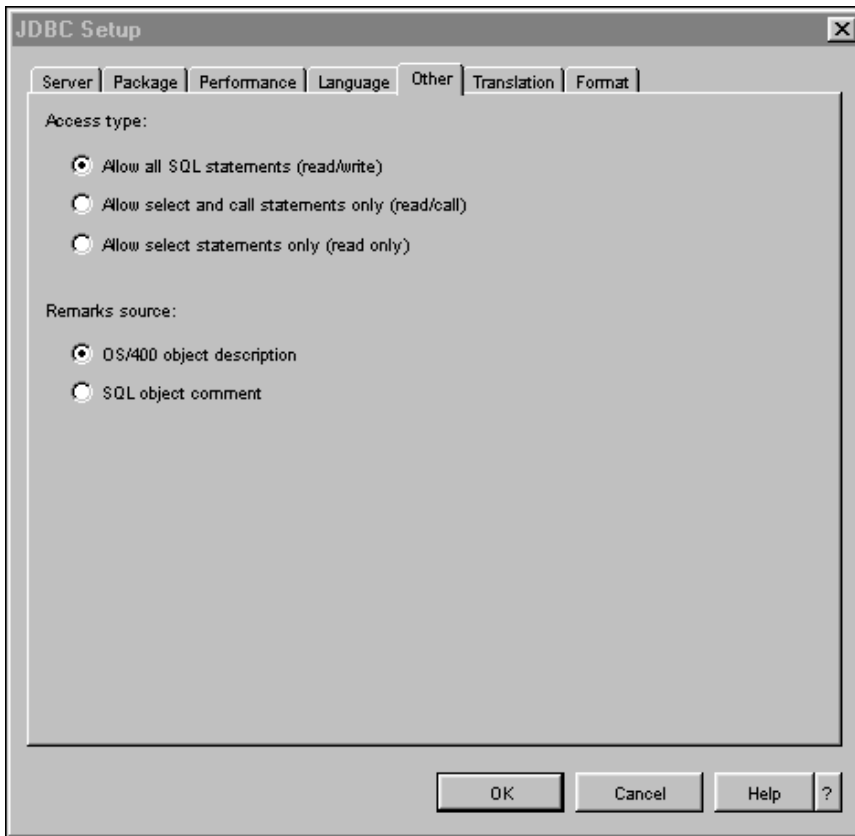 JDBC Setup
Server Package Performance Language Other Translation Format
Access type:
Allow all SQL statements (read/write)
Allow select and call statements only (read/call)
Allow select statements only (read only)
Remarks source:
OS/400 object description
SQL object comment
OK Cancel Help ?